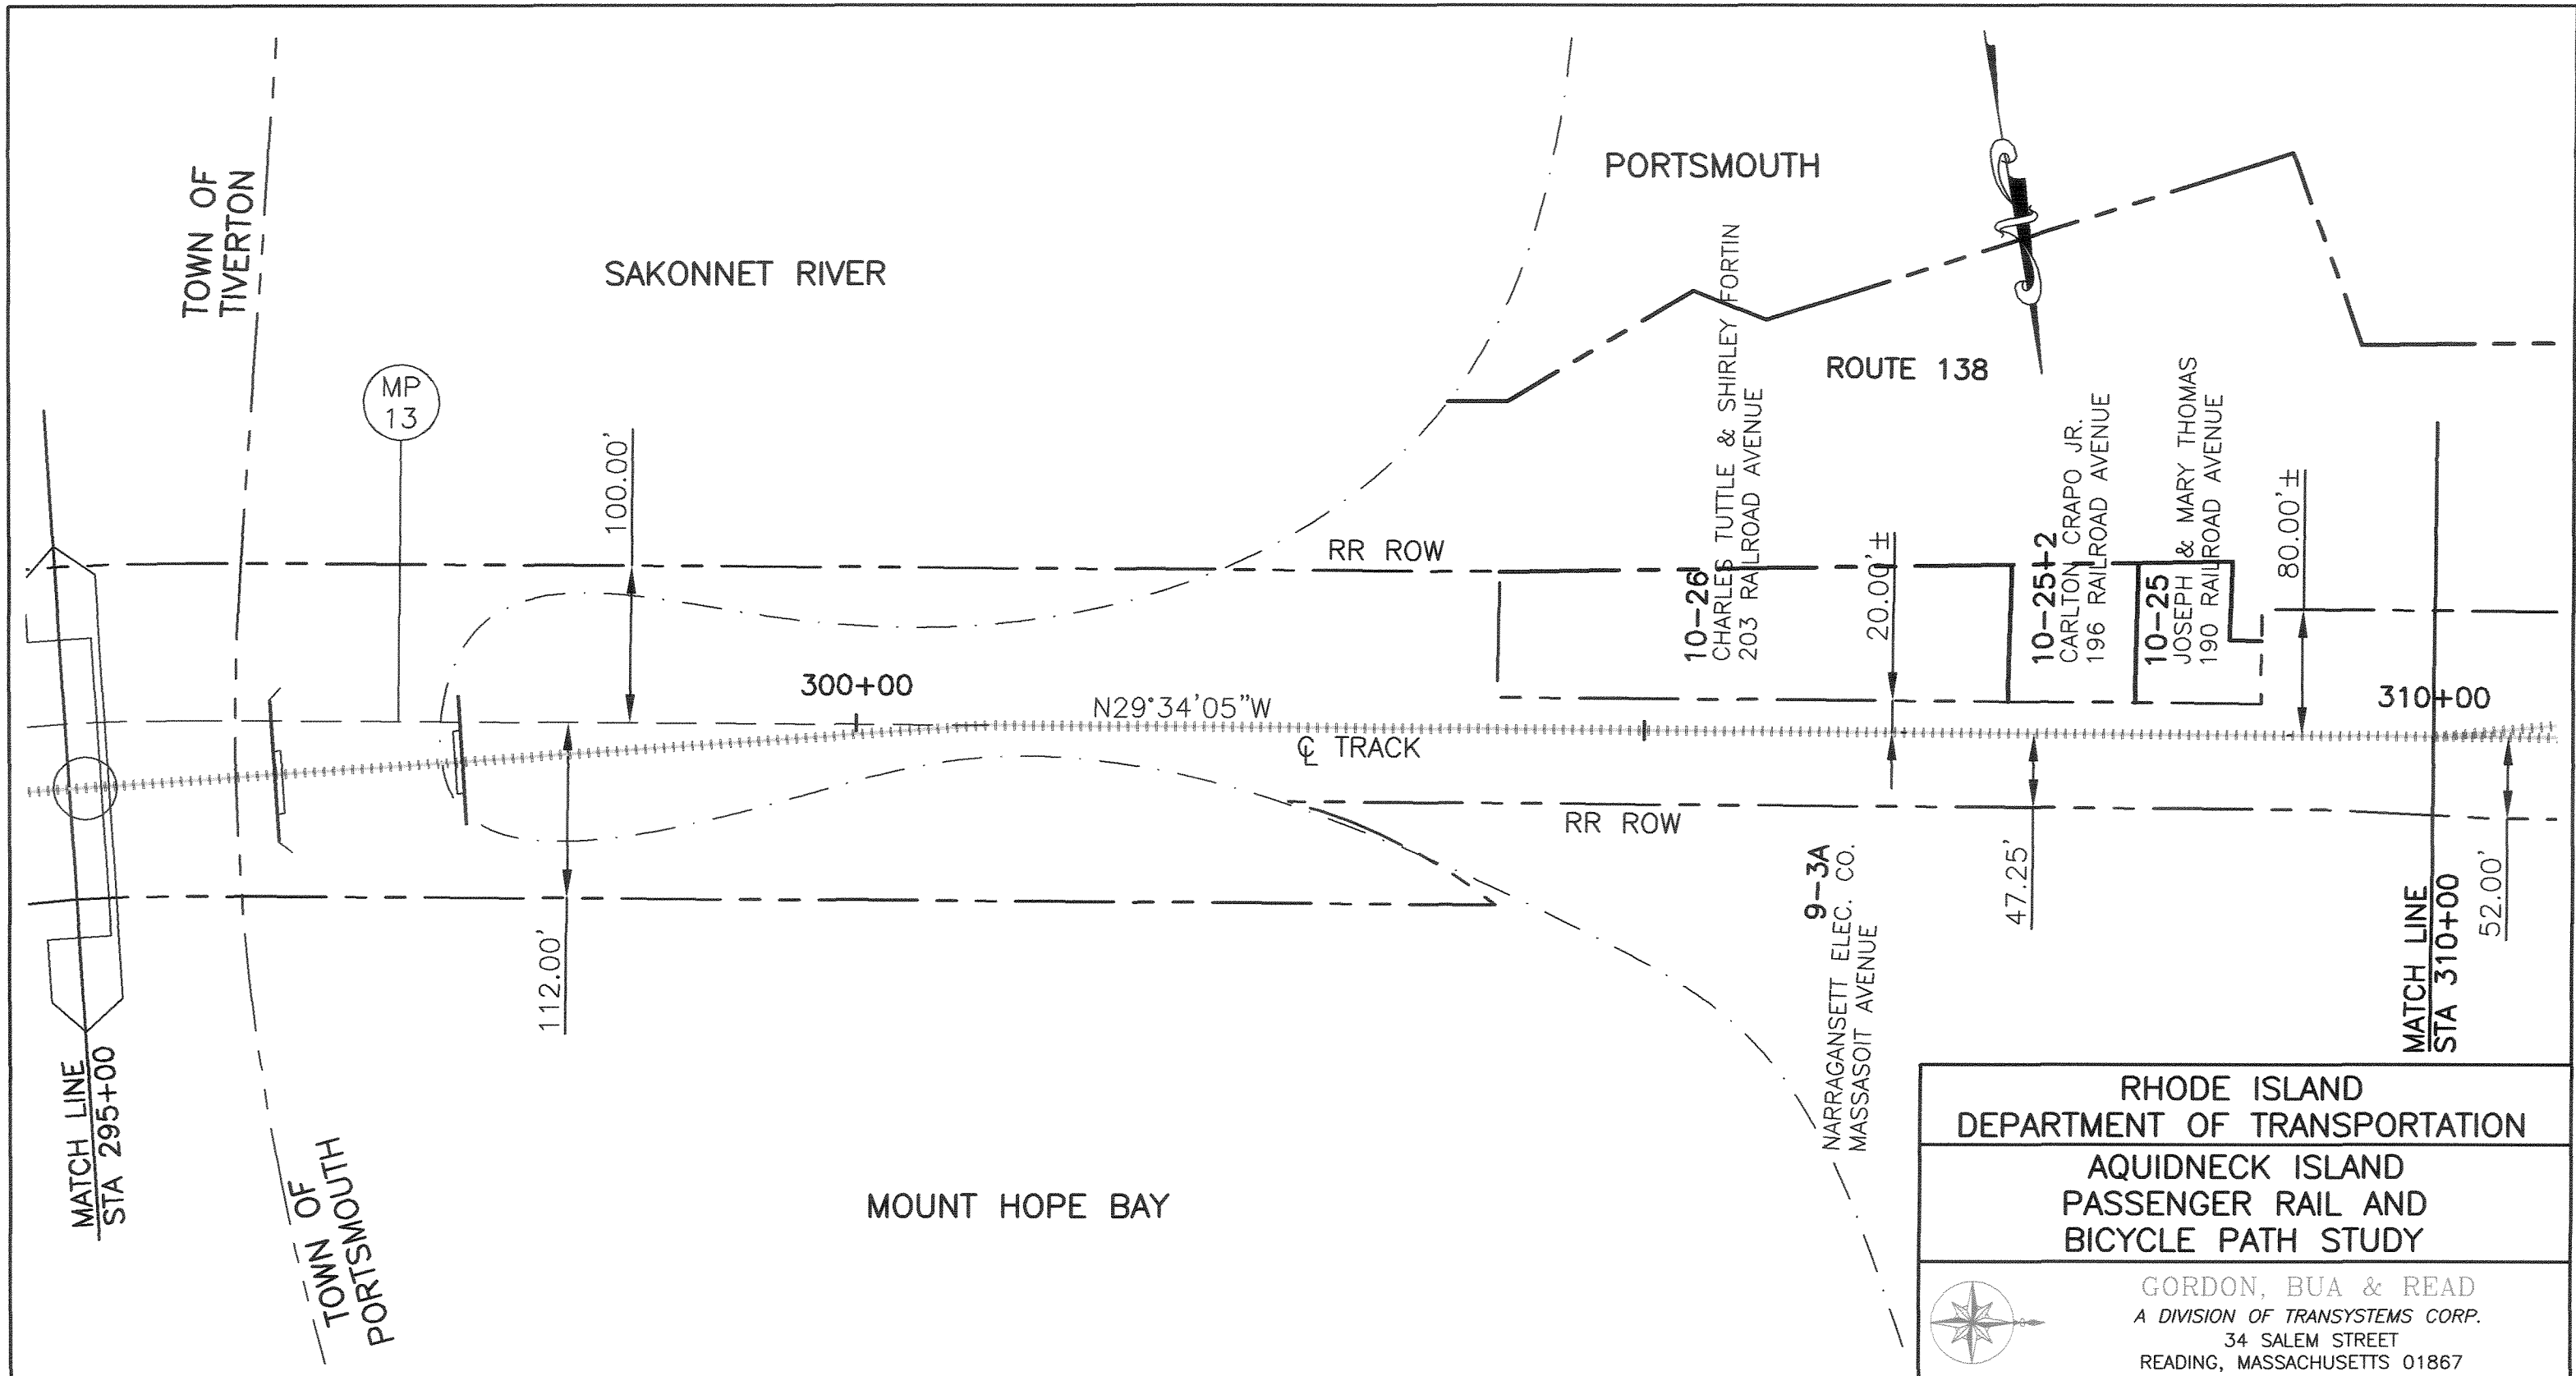 TOWN OF
TIVERTON
SAKONNET RIVER
PORTSMOUTH
MP
13
100.00'
ROUTE 138
RR ROW
10-26
CHARLES TUTTLE & SHIRLEY FORTIN
203 RAILROAD AVENUE
20.00'±
10-25+2
CARLTON CRAPO JR.
196 RAILROAD AVENUE
10-25
JOSEPH & MARY THOMAS
190 RAILROAD AVENUE
80.00'±
300+00
N29°34'05"W
℄ TRACK
310+00
RR ROW
112.00'
9-3A
NARRAGANSETT ELEC. CO.
MASSASOIT AVENUE
47.25'
52.00'
MATCH LINE
STA 310+00
MATCH LINE
STA 295+00
TOWN OF
PORTSMOUTH
MOUNT HOPE BAY
RHODE ISLAND
DEPARTMENT OF TRANSPORTATION
AQUIDNECK ISLAND
PASSENGER RAIL AND
BICYCLE PATH STUDY
GORDON, BUA & READ
A DIVISION OF TRANSYSTEMS CORP.
34 SALEM STREET
READING, MASSACHUSETTS 01867